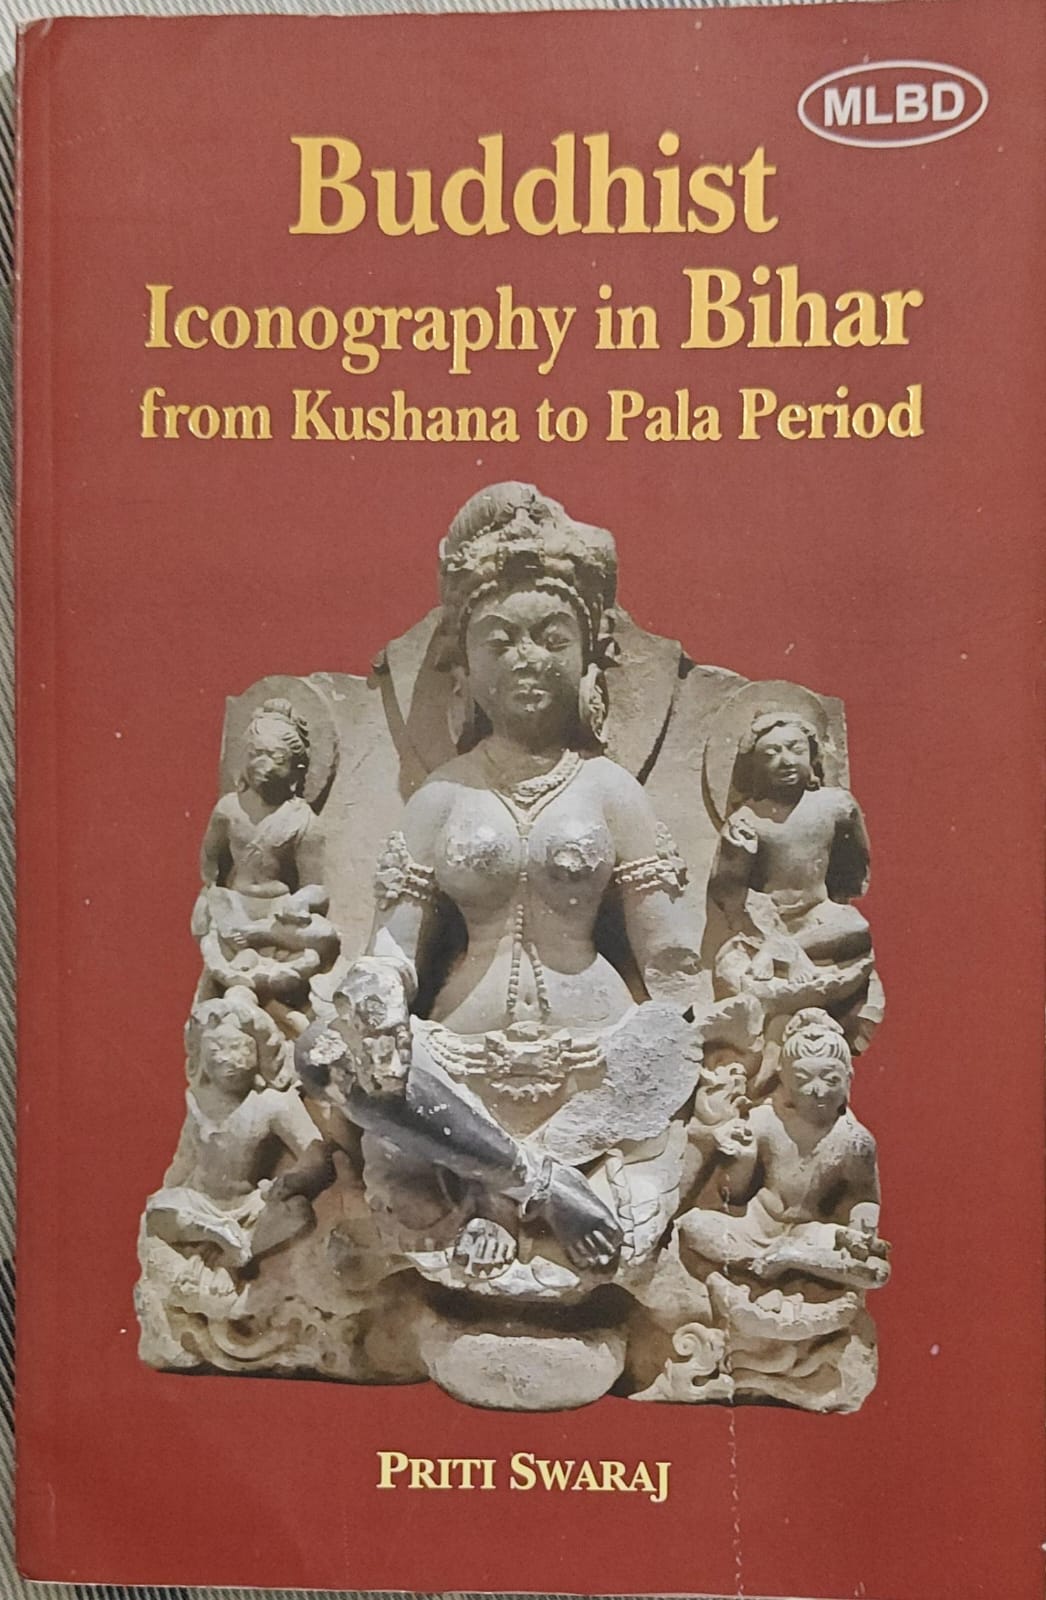 MLBD
Buddhist
Iconography in Bihar
from Kushana to Pala Period
PRITI SWARAJ